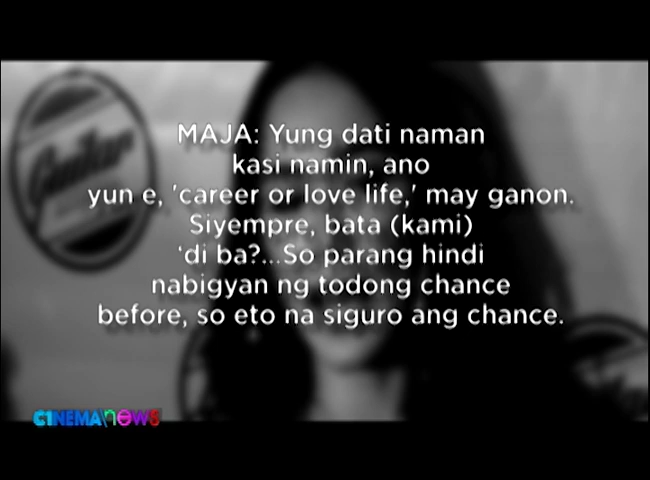 MAJA: Yung dati naman
kasi namin, ano
yun e, 'career or love life,' may ganon.
Siyempre, bata (kami)
'di ba?...So parang hindi
nabigyan ng todong chance
before, so eto na siguro ang chance.
CINEMANEWS